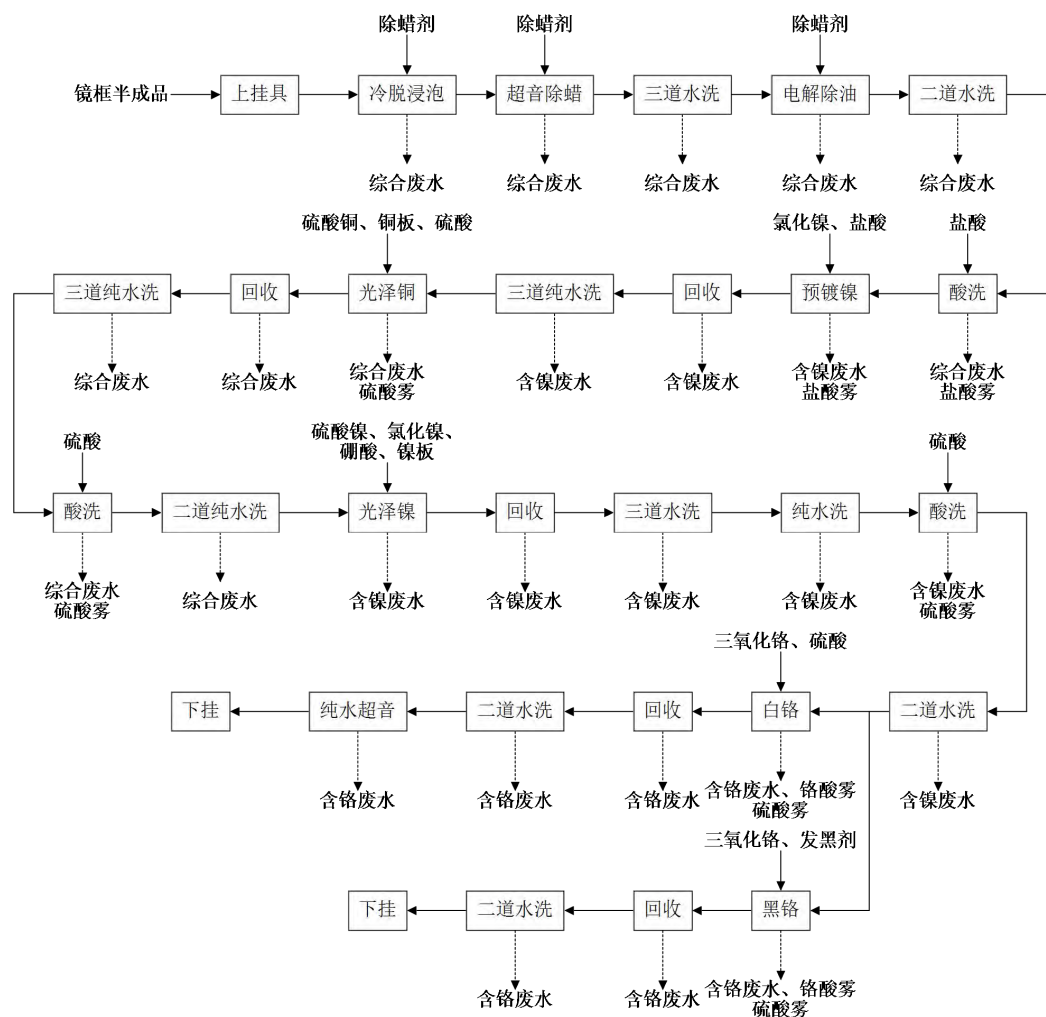 除蜡剂 除蜡剂 除蜡剂
镜框半成品 上挂具 冷脱浸泡 超音除蜡 三道水洗 电解除油 二道水洗
综合废水 综合废水 综合废水 综合废水 综合废水
硫酸铜、铜板、硫酸 氯化镍、盐酸 盐酸
三道纯水洗 回收 光泽铜 三道纯水洗 回收 预镀镍 酸洗
综合废水 综合废水 综合废水 含镍废水 含镍废水 含镍废水 综合废水
硫酸雾 盐酸雾 盐酸雾
硫酸 硫酸镍、氯化镍、 硫酸
硼酸、镍板
酸洗 二道纯水洗 光泽镍 回收 三道水洗 纯水洗 酸洗
综合废水 综合废水 含镍废水 含镍废水 含镍废水 含镍废水 含镍废水
硫酸雾 硫酸雾
三氧化铬、硫酸
下挂 纯水超音 二道水洗 回收 白铬 二道水洗
含铬废水 含铬废水 含铬废水 含铬废水、铬酸雾 含镍废水
硫酸雾
三氧化铬、发黑剂
下挂 二道水洗 回收 黑铬
含铬废水 含铬废水 含铬废水、铬酸雾
硫酸雾